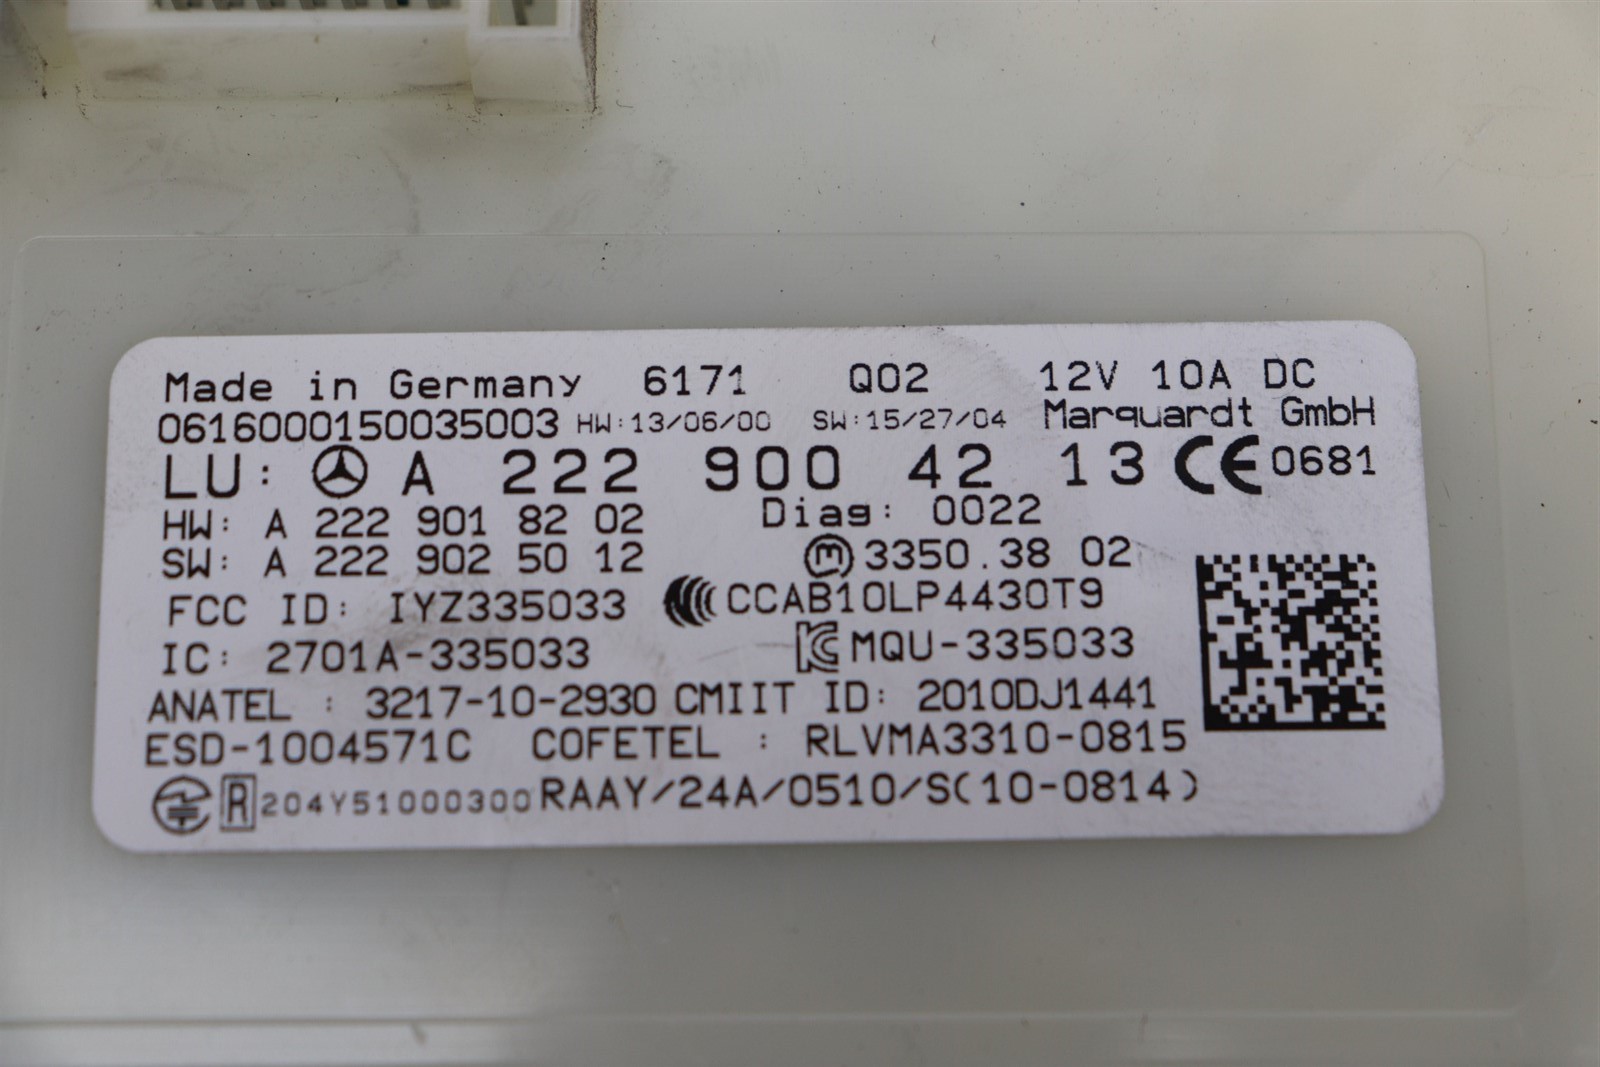 Made in Germany 6171 Q02 12V 10A DC
0616000150035003 HW:13/06/00 SW:15/27/04 Marquardt GmbH
LU: A 222 900 42 13 CE 0681
HW: A 222 901 82 02 Diag: 0022
SW: A 222 902 50 12 3350.38 02
FCC ID: IYZ335033 CCAB10LP4430T9
IC: 2701A-335033 MQU-335033
ANATEL : 3217-10-2930 CMIIT ID: 2010DJ1441
ESD-1004571C COFETEL : RLVMA3310-0815
R 204Y51000300 RAAY/24A/0510/S(10-0814)